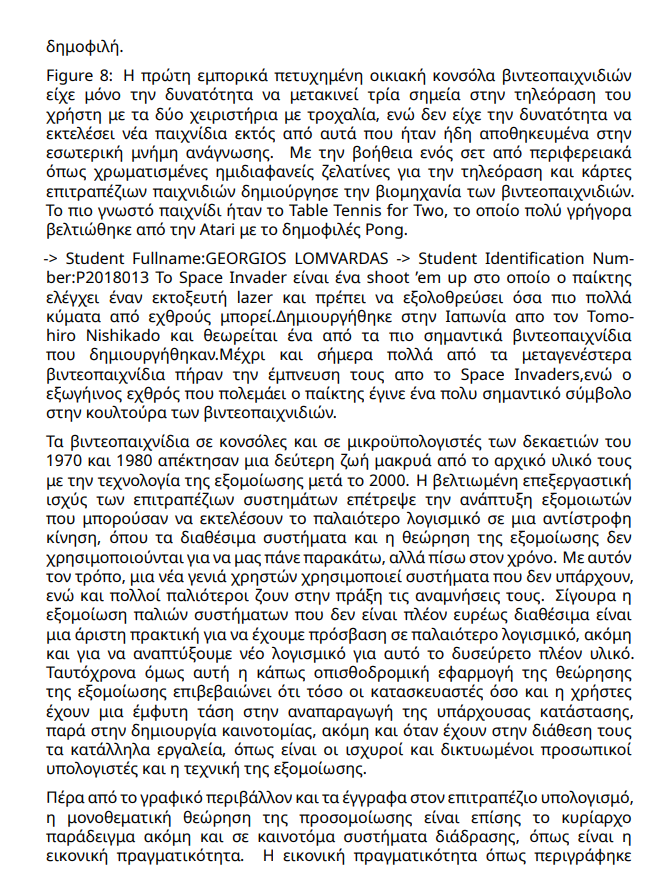 δημοφιλή.
Figure 8: Η πρώτη εμπορικά πετυχημένη οικιακή κονσόλα βιντεοπαιχνιδιών
είχε μόνο την δυνατότητα να μετακινεί τρία σημεία στην τηλεόραση του
χρήστη με τα δύο χειριστήρια με τροχαλία, ενώ δεν είχε την δυνατότητα να
εκτελέσει νέα παιχνίδια εκτός από αυτά που ήταν ήδη αποθηκευμένα στην
εσωτερική μνήμη ανάγνωσης. Με την βοήθεια ενός σετ από περιφερειακά
όπως χρωματισμένες ημιδιαφανείς ζελατίνες για την τηλεόραση και κάρτες
επιτραπέζιων παιχνιδιών δημιούργησε την βιομηχανία των βιντεοπαιχνιδιών.
Το πιο γνωστό παιχνίδι ήταν το Table Tennis for Two, το οποίο πολύ γρήγορα
βελτιώθηκε από την Atari με το δημοφιλές Pong.
-> Student Fullname:GEORGIOS LOMVARDAS -> Student Identification Num-
ber:P2018013 Το Space Invader είναι ένα shoot ’em up στο οποίο ο παίκτης
ελέγχει έναν εκτοξευτή lazer και πρέπει να εξολοθρεύσει όσα πιο πολλά
κύματα από εχθρούς μπορεί.Δημιουργήθηκε στην Ιαπωνία απο τον Tomo-
hiro Nishikado και θεωρείται ένα από τα πιο σημαντικά βιντεοπαιχνίδια
που δημιουργήθηκαν.Μέχρι και σήμερα πολλά από τα μεταγενέστερα
βιντεοπαιχνίδια πήραν την έμπνευση τους απο το Space Invaders,ενώ ο
εξωγήινος εχθρός που πολεμάει ο παίκτης έγινε ένα πολυ σημαντικό σύμβολο
στην κουλτούρα των βιντεοπαιχνιδιών.
Τα βιντεοπαιχνίδια σε κονσόλες και σε μικροϋπολογιστές των δεκαετιών του
1970 και 1980 απέκτησαν μια δεύτερη ζωή μακρυά από το αρχικό υλικό τους
με την τεχνολογία της εξομοίωσης μετά το 2000. Η βελτιωμένη επεξεργαστική
ισχύς των επιτραπέζιων συστημάτων επέτρεψε την ανάπτυξη εξομοιωτών
που μπορούσαν να εκτελέσουν το παλαιότερο λογισμικό σε μια αντίστροφη
κίνηση, όπου τα διαθέσιμα συστήματα και η θεώρηση της εξομοίωσης δεν
χρησιμοποιούνται για να μας πάνε παρακάτω, αλλά πίσω στον χρόνο. Με αυτόν
τον τρόπο, μια νέα γενιά χρηστών χρησιμοποιεί συστήματα που δεν υπάρχουν,
ενώ και πολλοί παλιότεροι ζουν στην πράξη τις αναμνήσεις τους. Σίγουρα η
εξομοίωση παλιών συστημάτων που δεν είναι πλέον ευρέως διαθέσιμα είναι
μια άριστη πρακτική για να έχουμε πρόσβαση σε παλαιότερο λογισμικό, ακόμη
και για να αναπτύξουμε νέο λογισμικό για αυτό το δυσεύρετο πλέον υλικό.
Ταυτόχρονα όμως αυτή η κάπως οπισθοδρομική εφαρμογή της θεώρησης
της εξομοίωσης επιβεβαιώνει ότι τόσο οι κατασκευαστές όσο και η χρήστες
έχουν μια έμφυτη τάση στην αναπαραγωγή της υπάρχουσας κατάστασης,
παρά στην δημιουργία καινοτομίας, ακόμη και όταν έχουν στην διάθεση τους
τα κατάλληλα εργαλεία, όπως είναι οι ισχυροί και δικτυωμένοι προσωπικοί
υπολογιστές και η τεχνική της εξομοίωσης.
Πέρα από το γραφικό περιβάλλον και τα έγγραφα στον επιτραπέζιο υπολογισμό,
η μονοθεματική θεώρηση της προσομοίωσης είναι επίσης το κυρίαρχο
παράδειγμα ακόμη και σε καινοτόμα συστήματα διάδρασης, όπως είναι η
εικονική πραγματικότητα. Η εικονική πραγματικότητα όπως περιγράφηκε